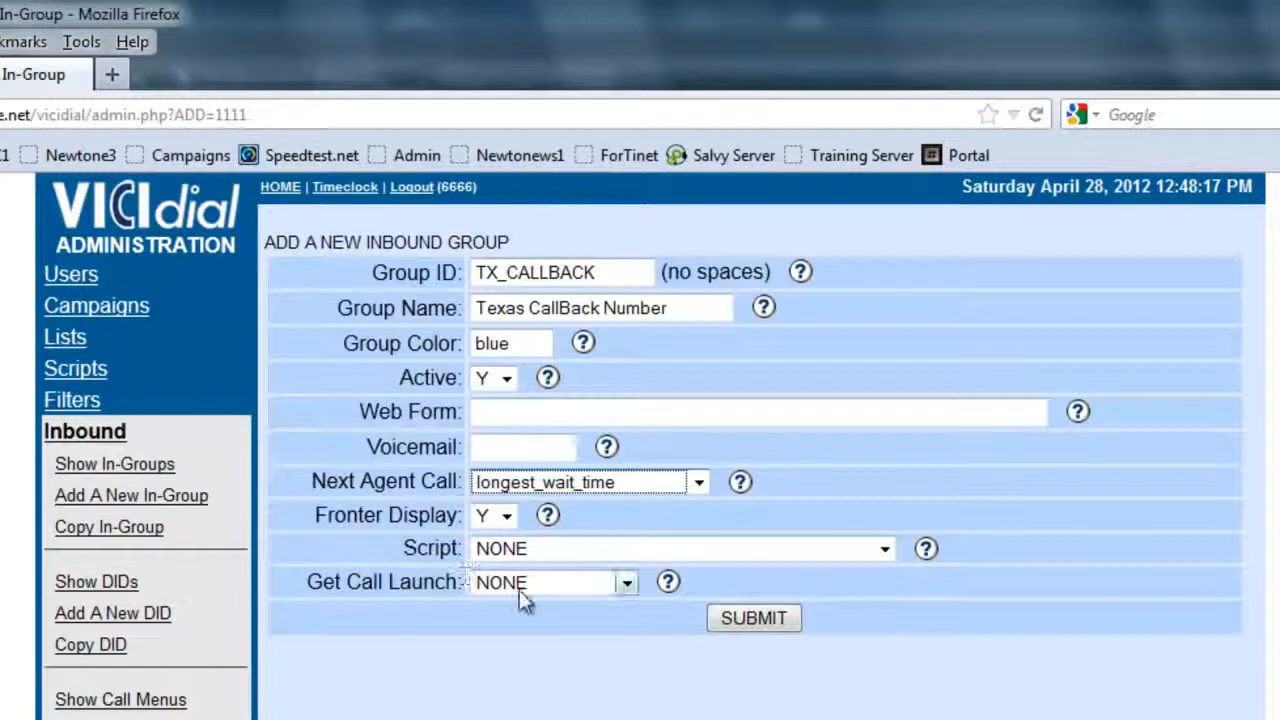 In-Group - Mozilla Firefox
kmarks Tools Help
In-Group +
e.net/vicidial/admin.php?ADD=1111 Google
1 Newtone3 Campaigns Speedtest.net Admin Newtonews1 ForTinet Salvy Server Training Server Portal
VICIdial
ADMINISTRATION
HOME | Timeclock | Logout (6666) Saturday April 28, 2012 12:48:17 PM
Users
Campaigns
Lists
Scripts
Filters
Inbound
Show In-Groups
Add A New In-Group
Copy In-Group
Show DIDs
Add A New DID
Copy DID
Show Call Menus
ADD A NEW INBOUND GROUP
Group ID: TX_CALLBACK (no spaces) ?
Group Name: Texas CallBack Number ?
Group Color: blue ?
Active: Y ?
Web Form: ?
Voicemail: ?
Next Agent Call: longest_wait_time ?
Fronter Display: Y ?
Script: NONE ?
Get Call Launch: NONE ?
SUBMIT